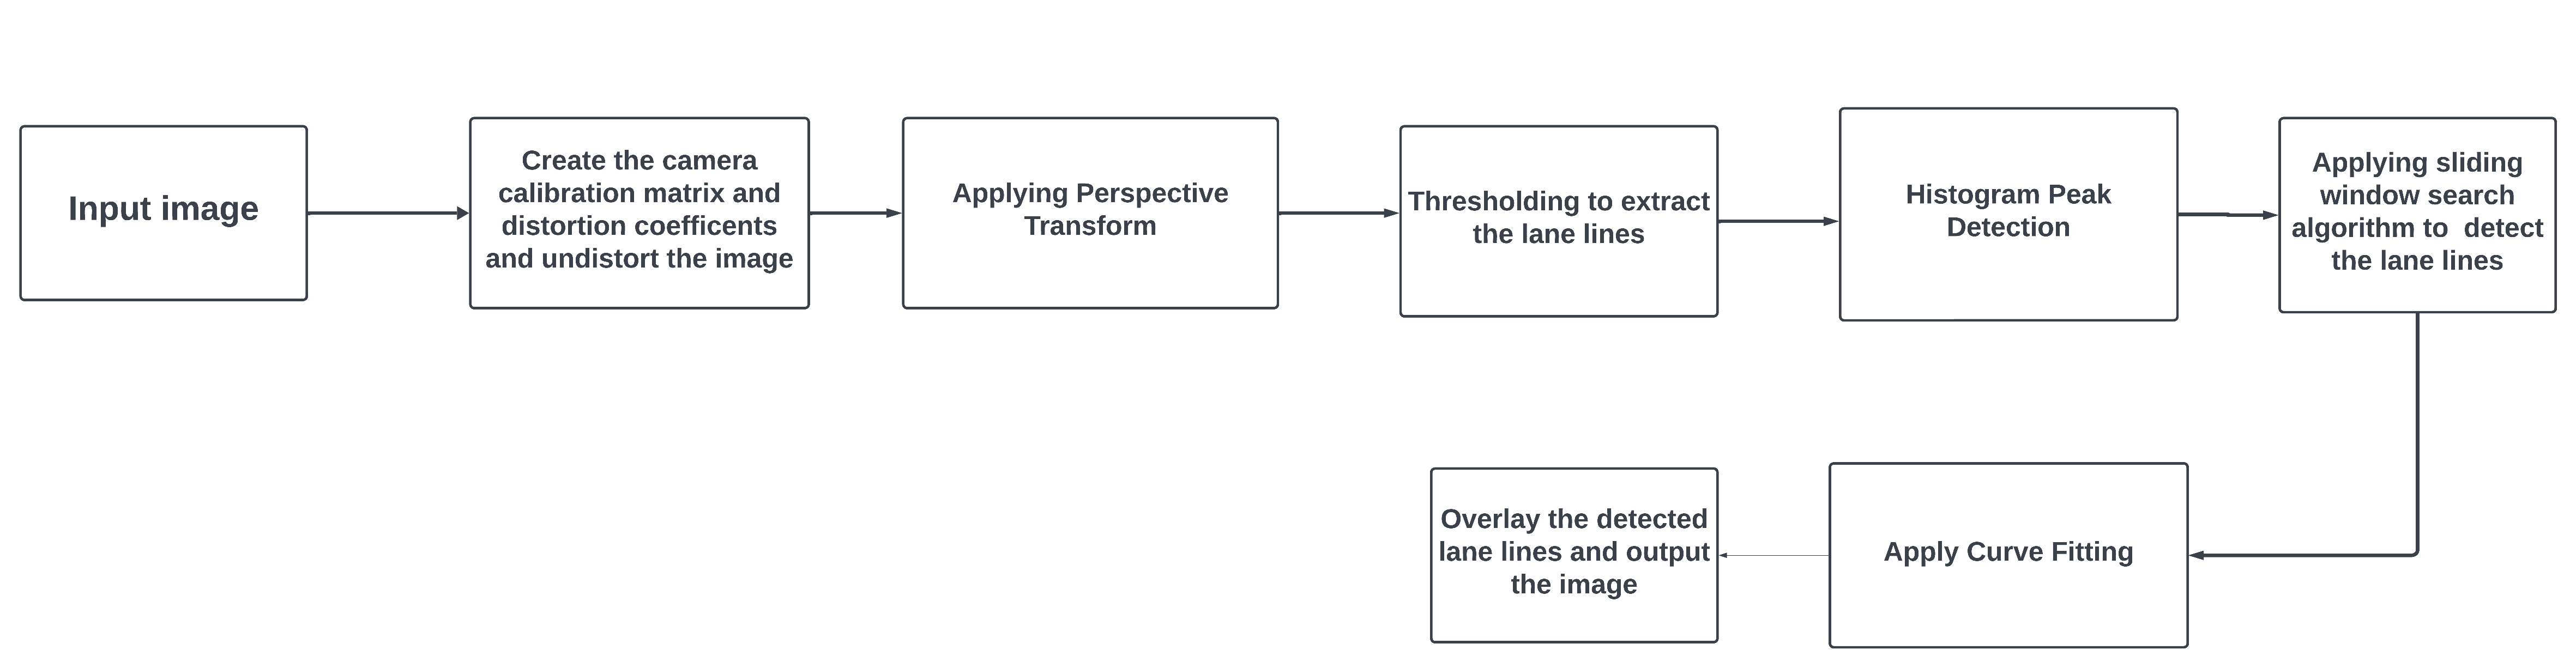 Input image
Create the camera
calibration matrix and
distortion coefficents
and undistort the image
Applying Perspective
Transform
Thresholding to extract
the lane lines
Histogram Peak
Detection
Applying sliding
window search
algorithm to  detect
the lane lines
Overlay the detected
lane lines and output
the image
Apply Curve Fitting